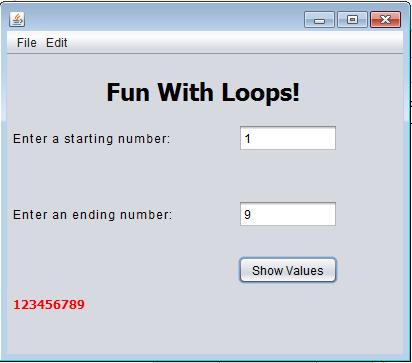 File Edit
Fun With Loops!
Enter a starting number: 1
Enter an ending number: 9
Show Values
123456789